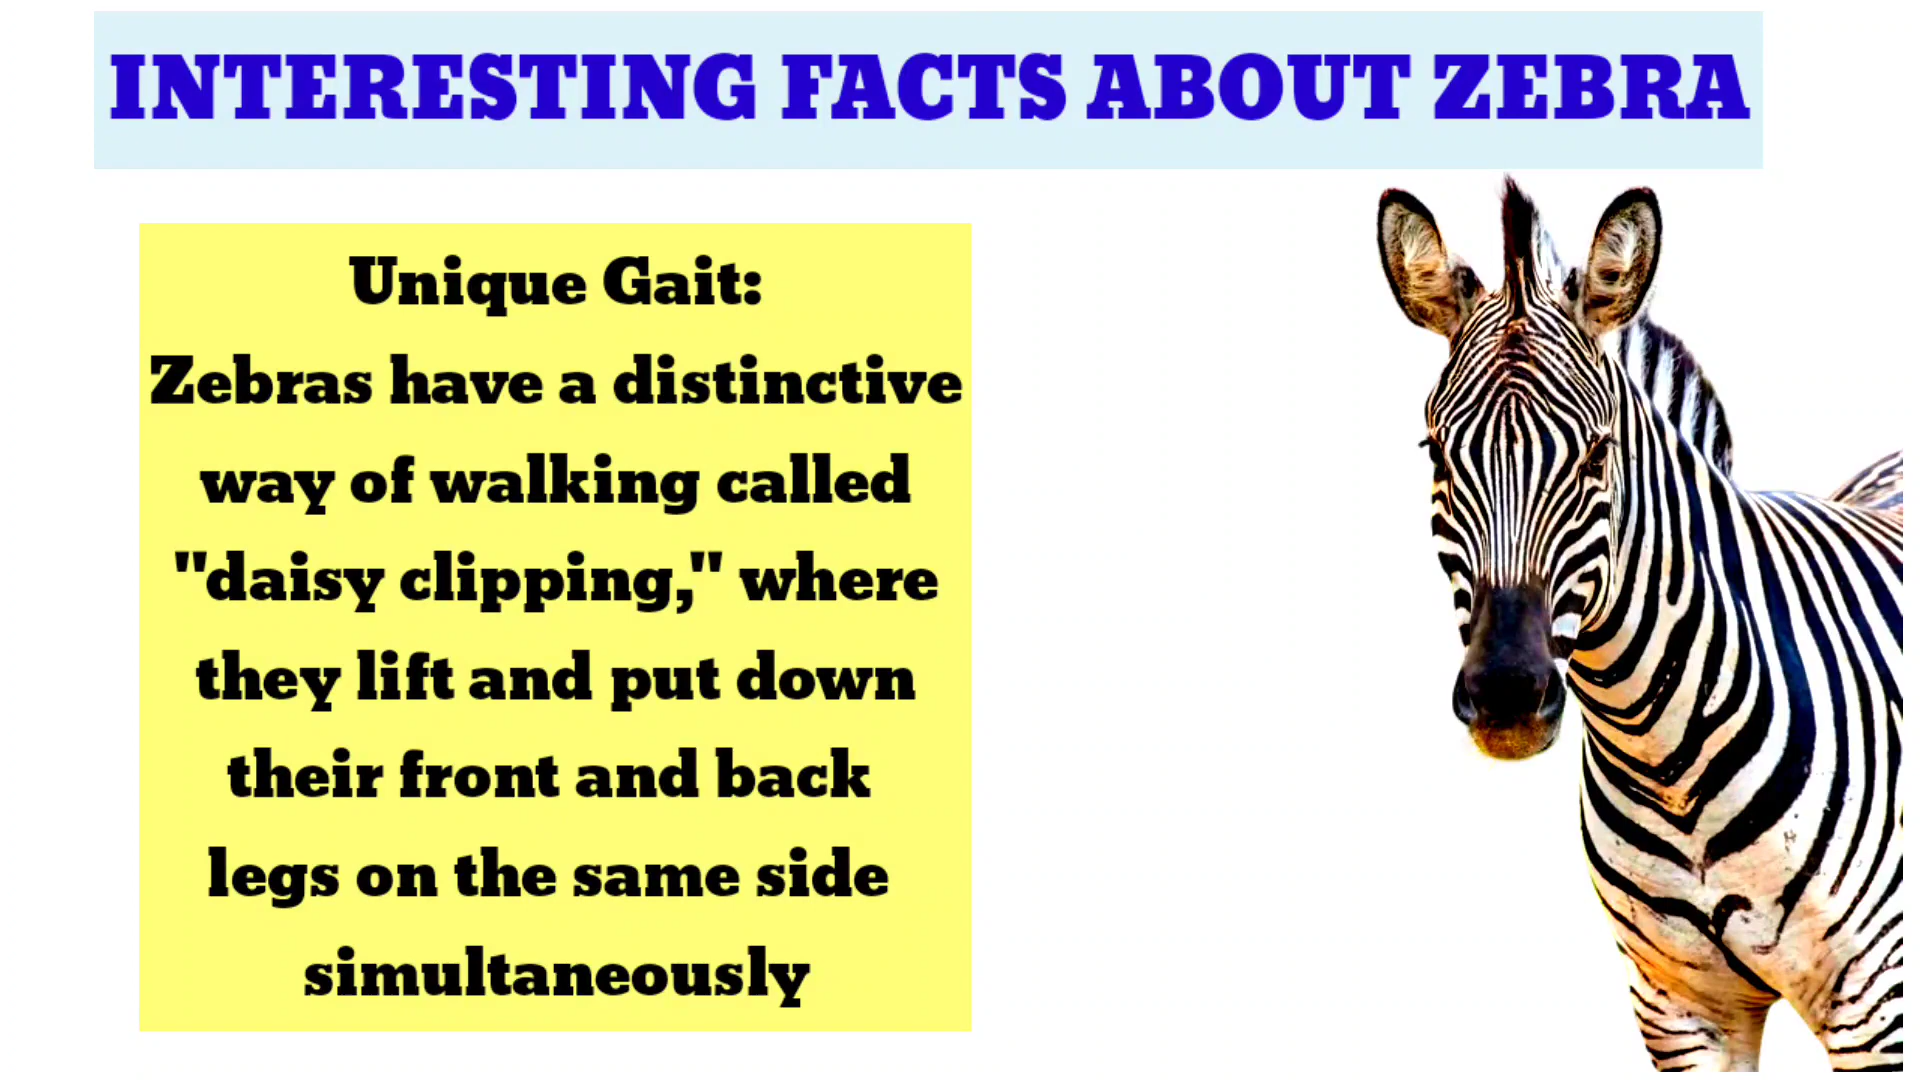 INTERESTING FACTS ABOUT ZEBRA
Unique Gait:
Zebras have a distinctive
way of walking called
"daisy clipping," where
they lift and put down
their front and back
legs on the same side
simultaneously